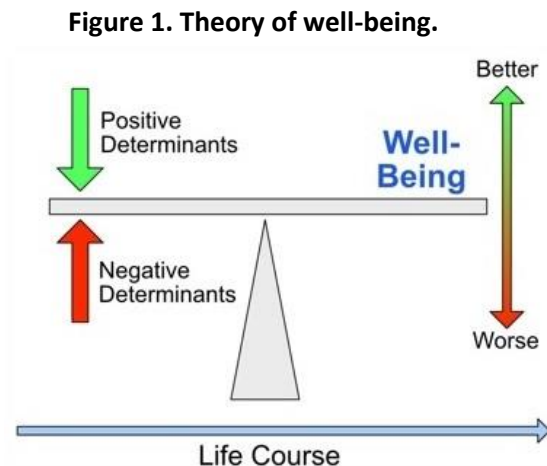 Figure 1. Theory of well-being.
Better
Positive
Determinants
Well-
Being
Negative
Determinants
Worse
Life Course